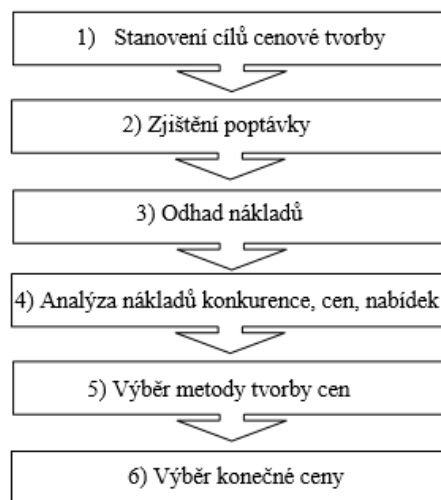 1) Stanovení cílů cenové tvorby
2) Zjištění poptávky
3) Odhad nákladů
4) Analýza nákladů konkurence, cen, nabídek
5) Výběr metody tvorby cen
6) Výběr konečné ceny